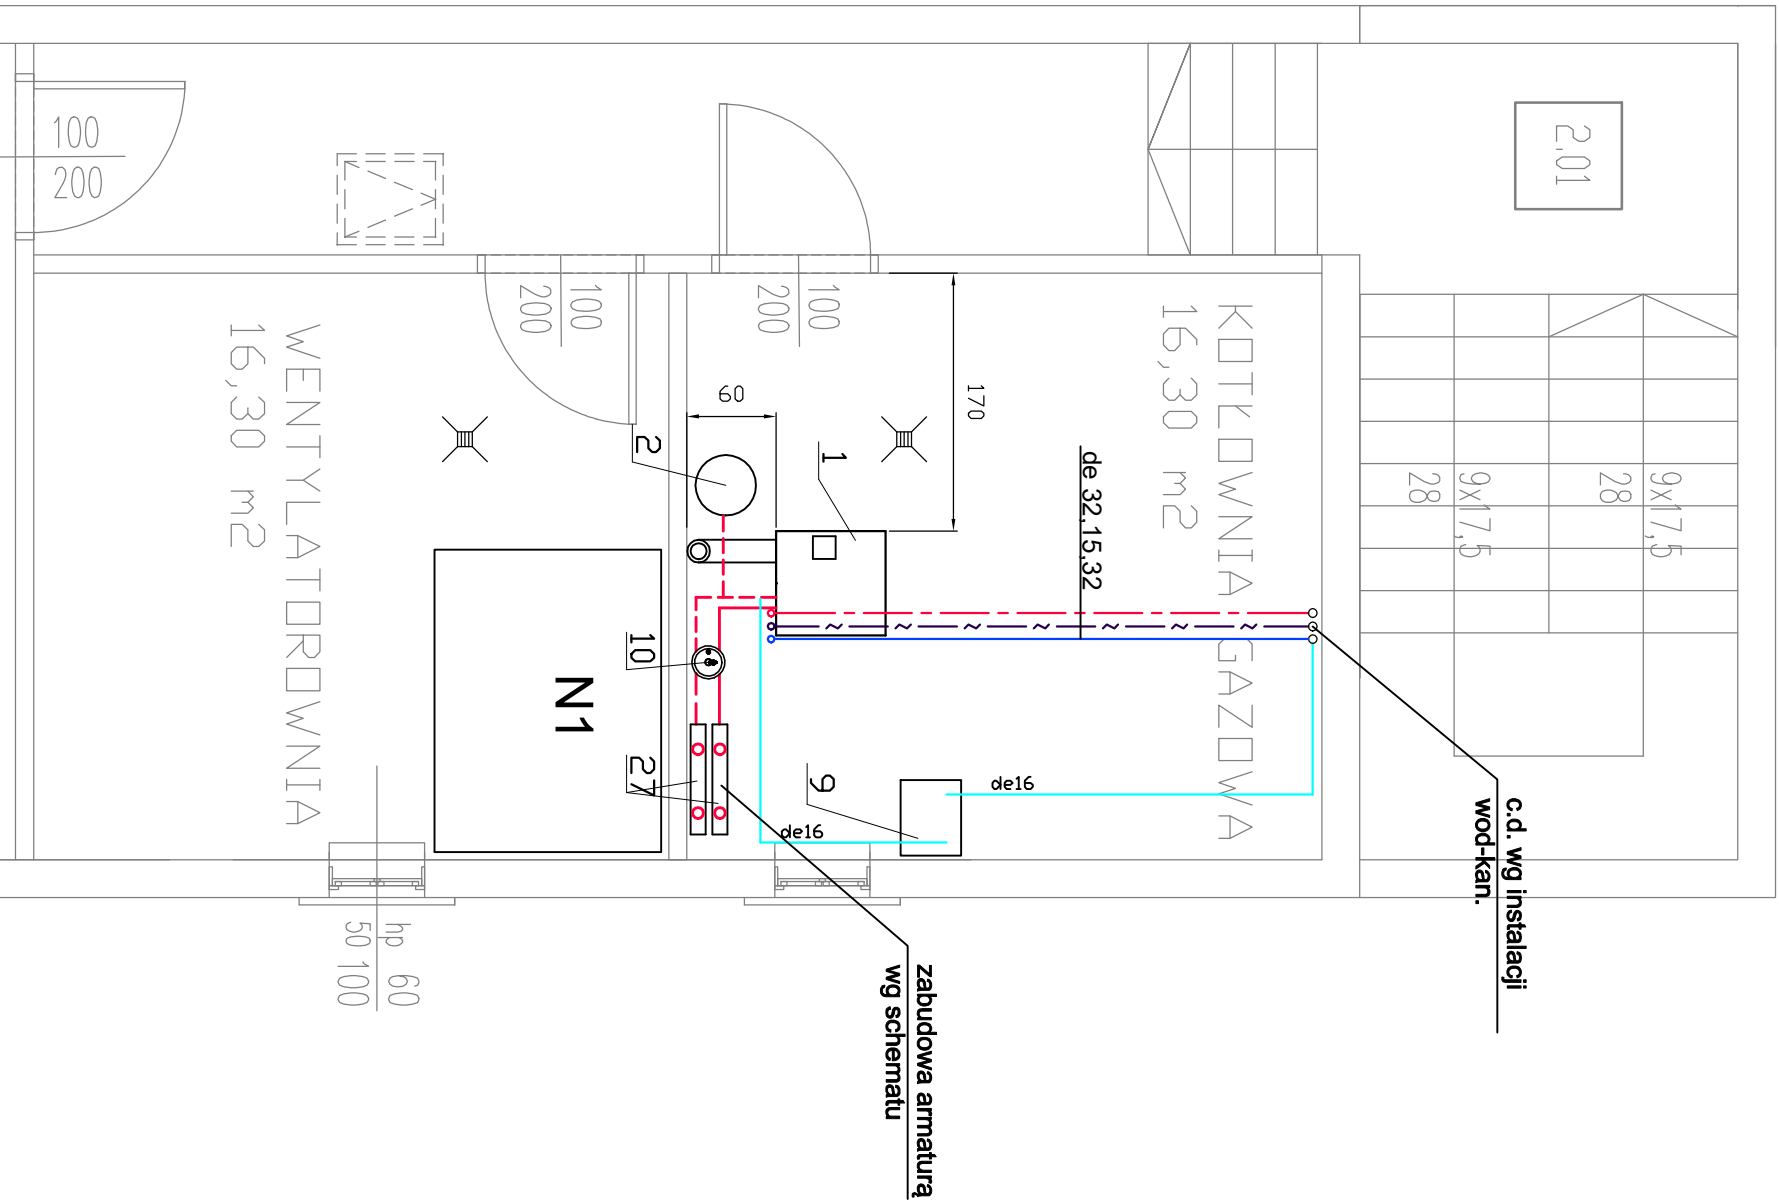 2.01
100
200
100
200
100
200
KOTŁOWNIA GAZOWA
16,30 m2
WENTYLATOROWNIA
16,30 m2
9x17,5
28
9x17,5
28
170
60
1
2
de 32,15,32
10
N1
27
9
de16
de16
c.d. wg instalacji
wod-kan.
zabudowa armaturą
wg schematu
hp 60
50 100